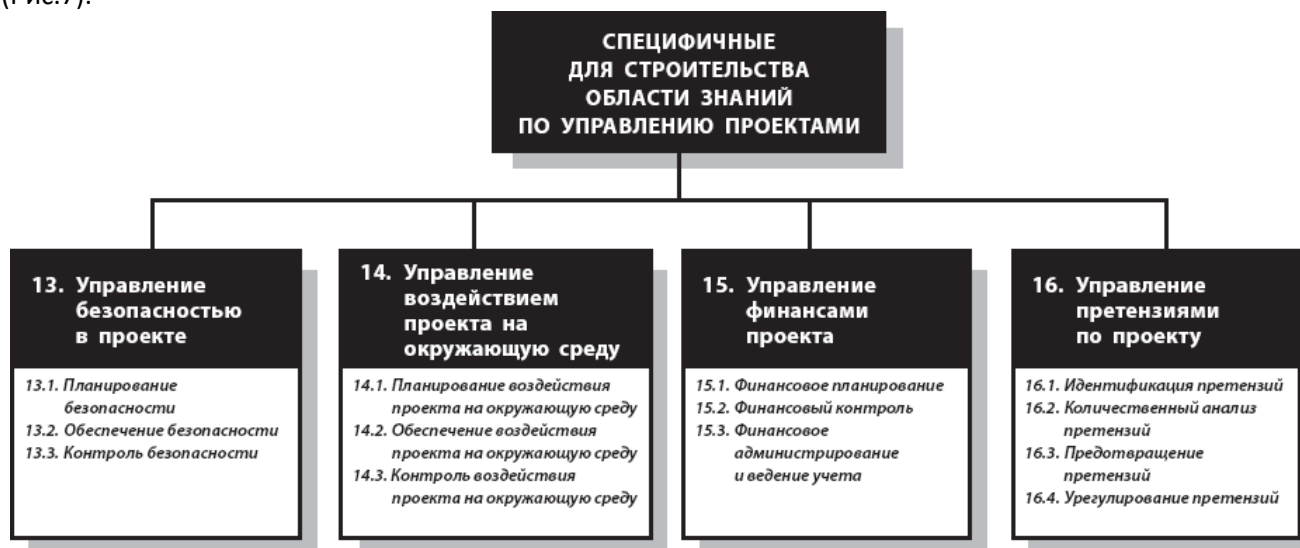 (Рис.7).
СПЕЦИФИЧНЫЕ
ДЛЯ СТРОИТЕЛЬСТВА
ОБЛАСТИ ЗНАНИЙ
ПО УПРАВЛЕНИЮ ПРОЕКТАМИ
13. Управление
безопасностью
в проекте
13.1. Планирование
безопасности
13.2. Обеспечение безопасности
13.3. Контроль безопасности
14. Управление
воздействием
проекта на
окружающую среду
14.1. Планирование воздействия
проекта на окружающую среду
14.2. Обеспечение воздействия
проекта на окружающую среду
14.3. Контроль воздействия
проекта на окружающую среду
15. Управление
финансами
проекта
15.1. Финансовое планирование
15.2. Финансовый контроль
15.3. Финансовое
администрирование
и ведение учета
16. Управление
претензиями
по проекту
16.1. Идентификация претензий
16.2. Количественный анализ
претензий
16.3. Предотвращение
претензий
16.4. Урегулирование претензий